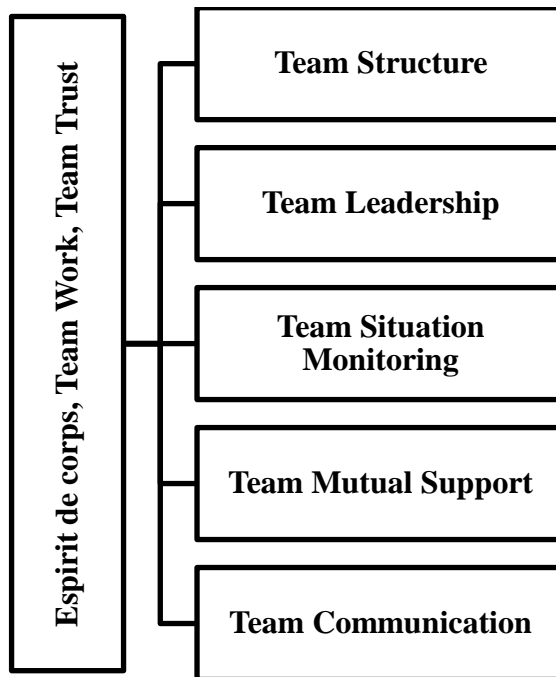 Espirit de corps, Team Work, Team Trust
Team Structure
Team Leadership
Team Situation
Monitoring
Team Mutual Support
Team Communication